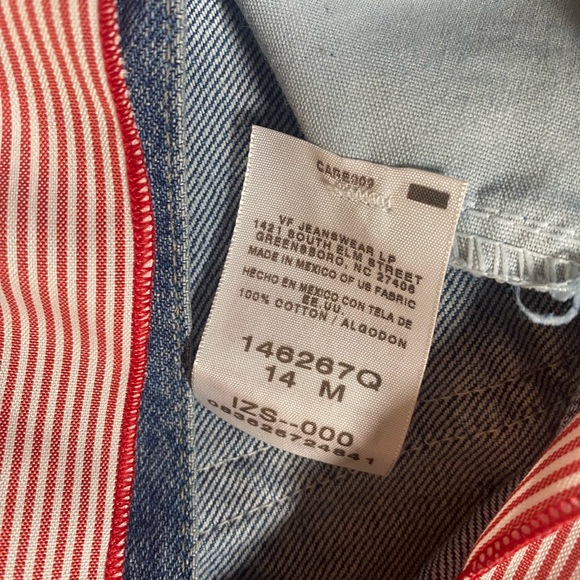 CARE903
VF JEANSWEAR LP
1421 SOUTH ELM STREET
GREENSBORO, NC 27406
MADE IN MEXICO OF US FABRIC
HECHO EN MEXICO CON TELA DE
EE.UU.
100% COTTON / ALGODON
146267Q
14 M
IZS--000